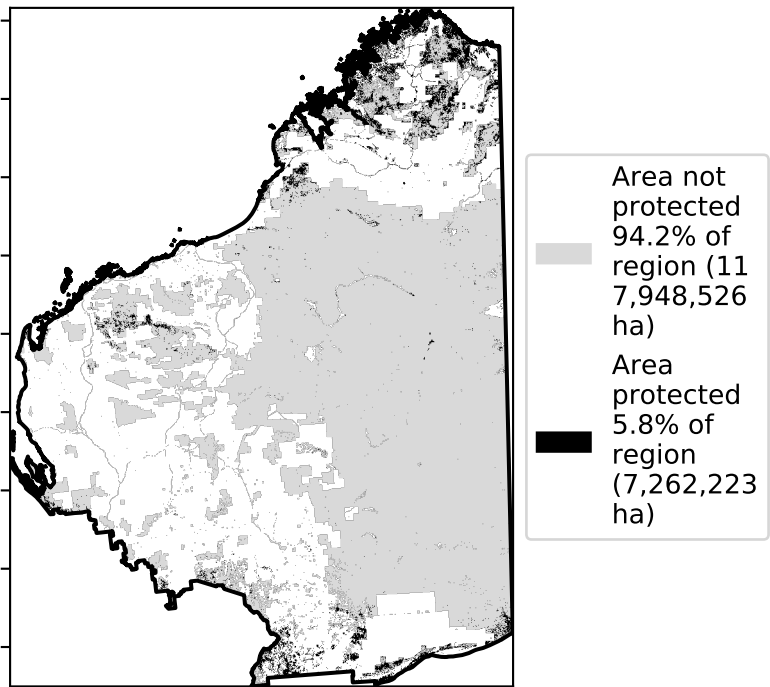 Area not
protected
94.2% of
region (11
7,948,526
ha)
Area
protected
5.8% of
region
(7,262,223
ha)